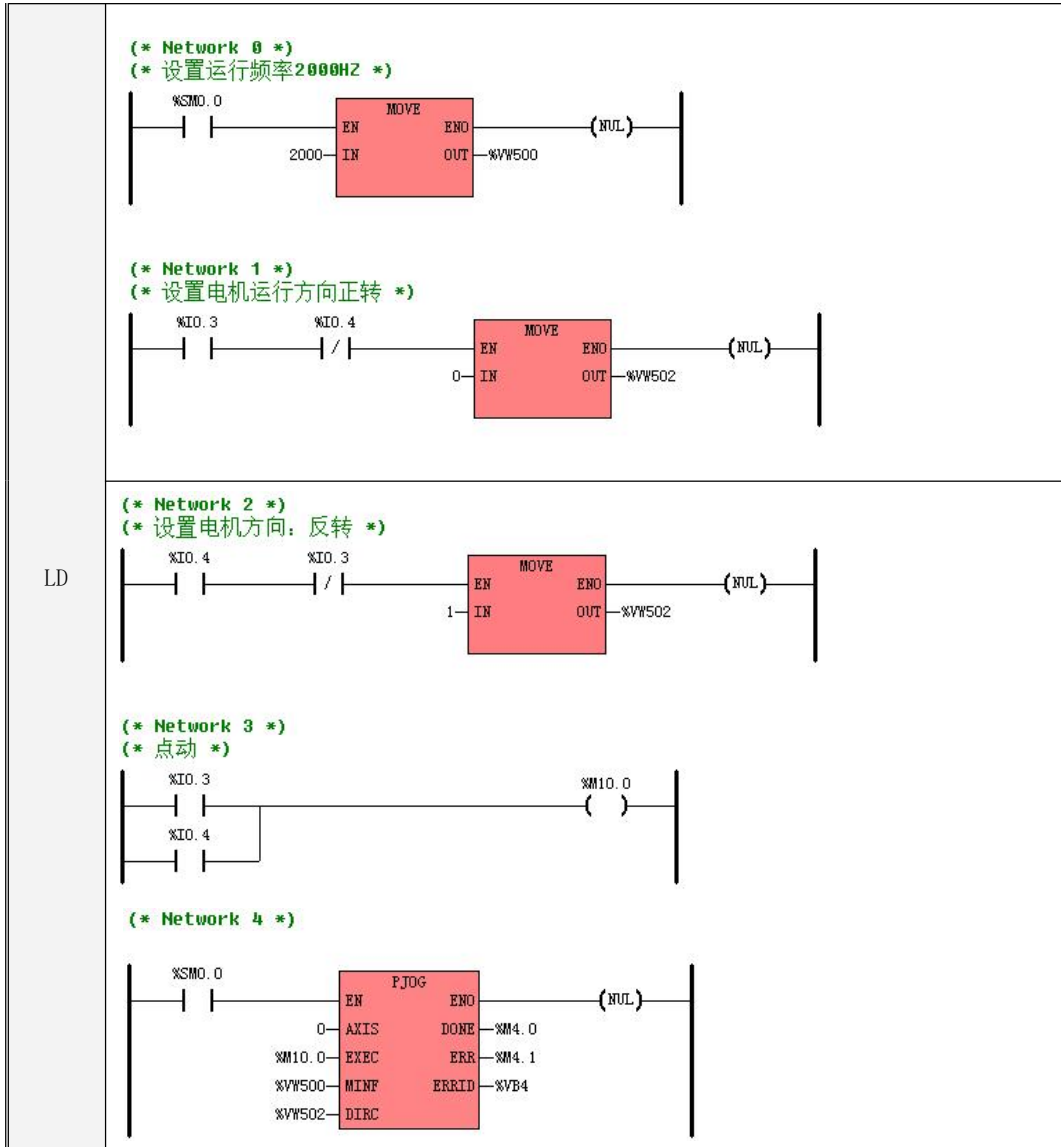 (* Network 0 *)
(* 设置运行频率2000HZ *)
%SM0.0
MOVE
EN ENO (NUL)
2000 IN OUT %VW500
(* Network 1 *)
(* 设置电机运行方向正转 *)
%I0.3 %I0.4
MOVE
EN ENO (NUL)
0 IN OUT %VW502
LD
(* Network 2 *)
(* 设置电机方向：反转 *)
%I0.4 %I0.3
MOVE
EN ENO (NUL)
1 IN OUT %VW502
(* Network 3 *)
(* 点动 *)
%I0.3 %M10.0
%I0.4
(* Network 4 *)
%SM0.0
PJOG
EN ENO (NUL)
0 AXIS DONE %M4.0
%M10.0 EXEC ERR %M4.1
%VW500 MINF ERRID %VB4
%VW502 DIRC